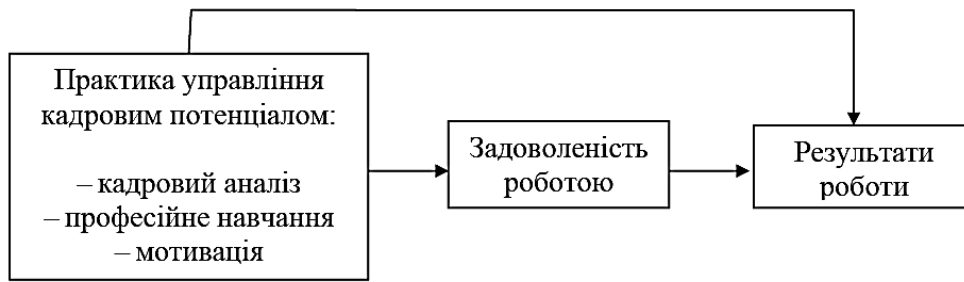 Практика управління
кадровим потенціалом:
– кадровий аналіз
– професійне навчання
– мотивація
Задоволеність
роботою
Результати
роботи